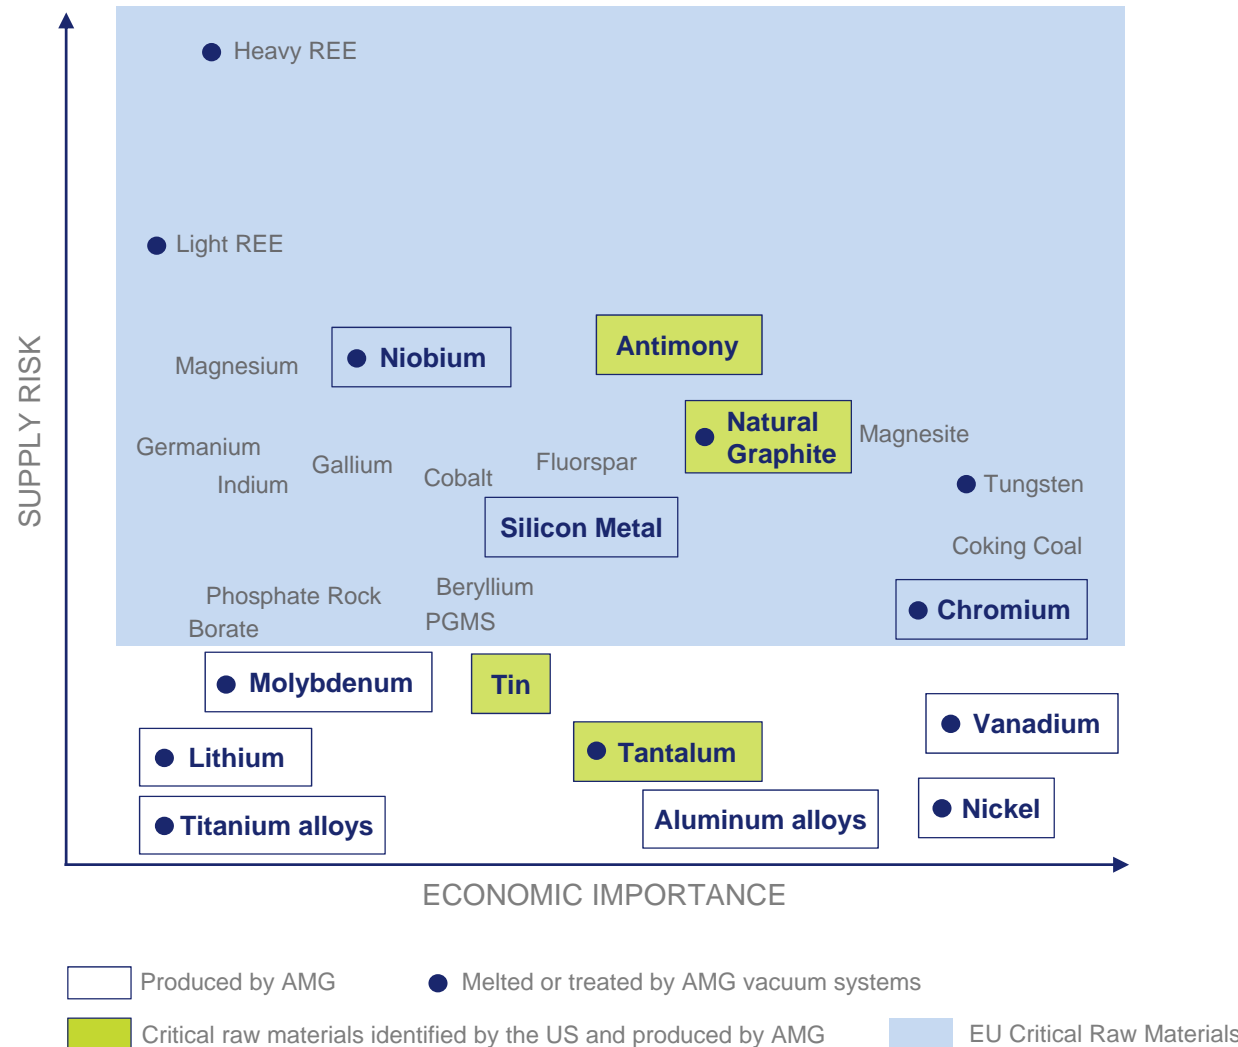 Heavy REE
Light REE
SUPPLY RISK
Antimony
Niobium
Magnesium
Natural
Graphite
Magnesite
Germanium
Gallium
Fluorspar
Cobalt
Indium
Tungsten
Silicon Metal
Coking Coal
Beryllium
Phosphate Rock
Chromium
PGMS
Borate
Molybdenum
Tin
Vanadium
Lithium
Tantalum
Titanium alloys
Aluminum alloys
Nickel
ECONOMIC IMPORTANCE
Produced by AMG
Melted or treated by AMG vacuum systems
Critical raw materials identified by the US and produced by AMG
EU Critical Raw Materials